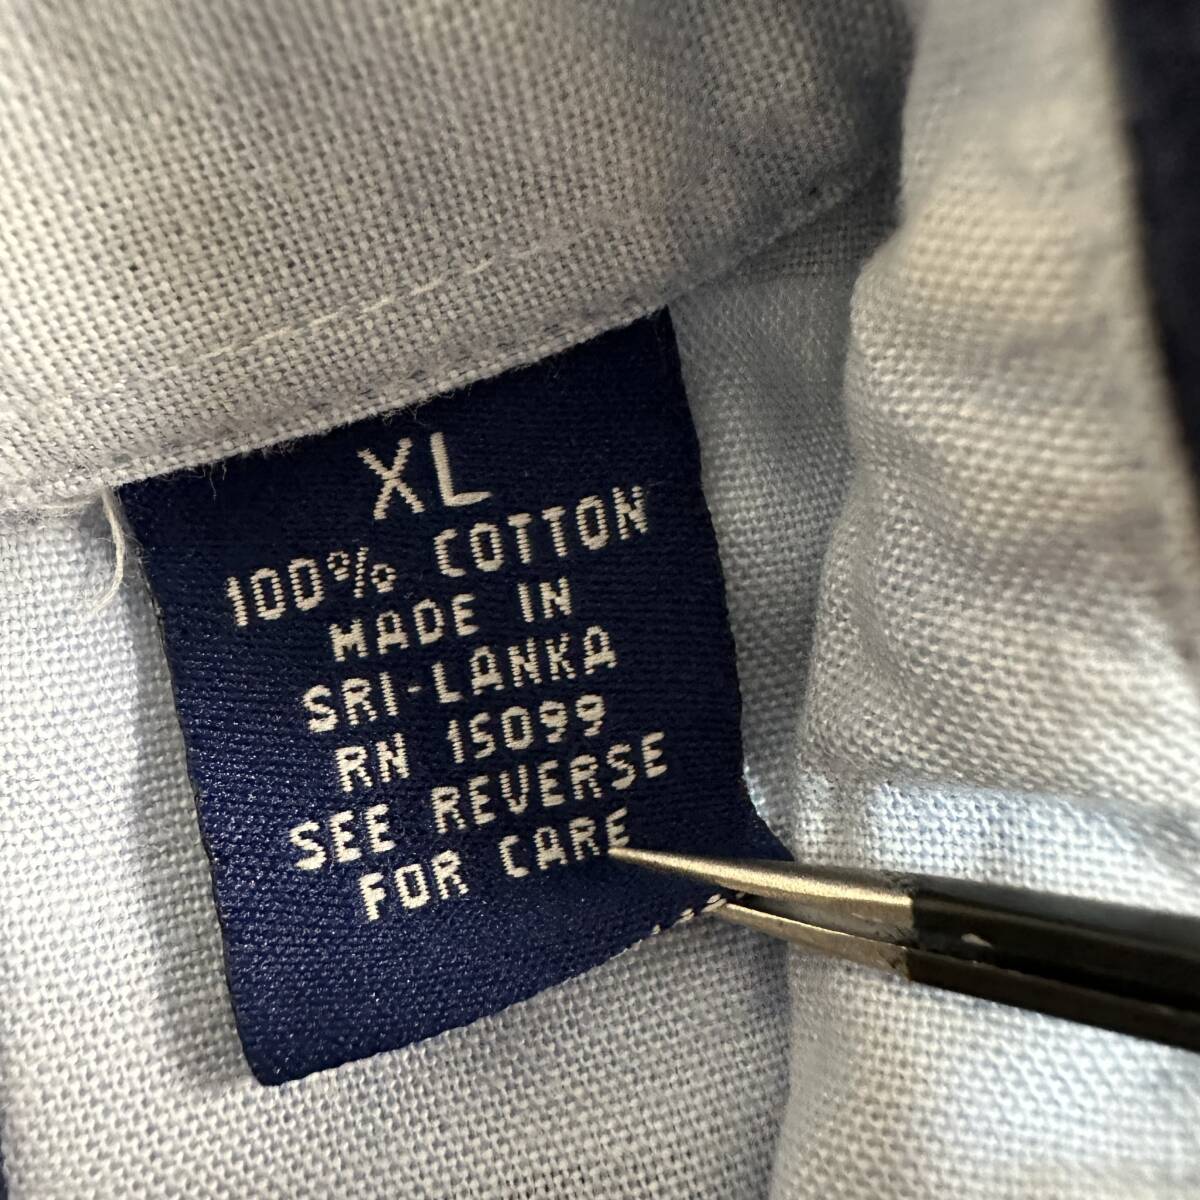 XL
100% COTTON
MADE IN
SRI-LANKA
RN 15099
SEE REVERSE
FOR CARE